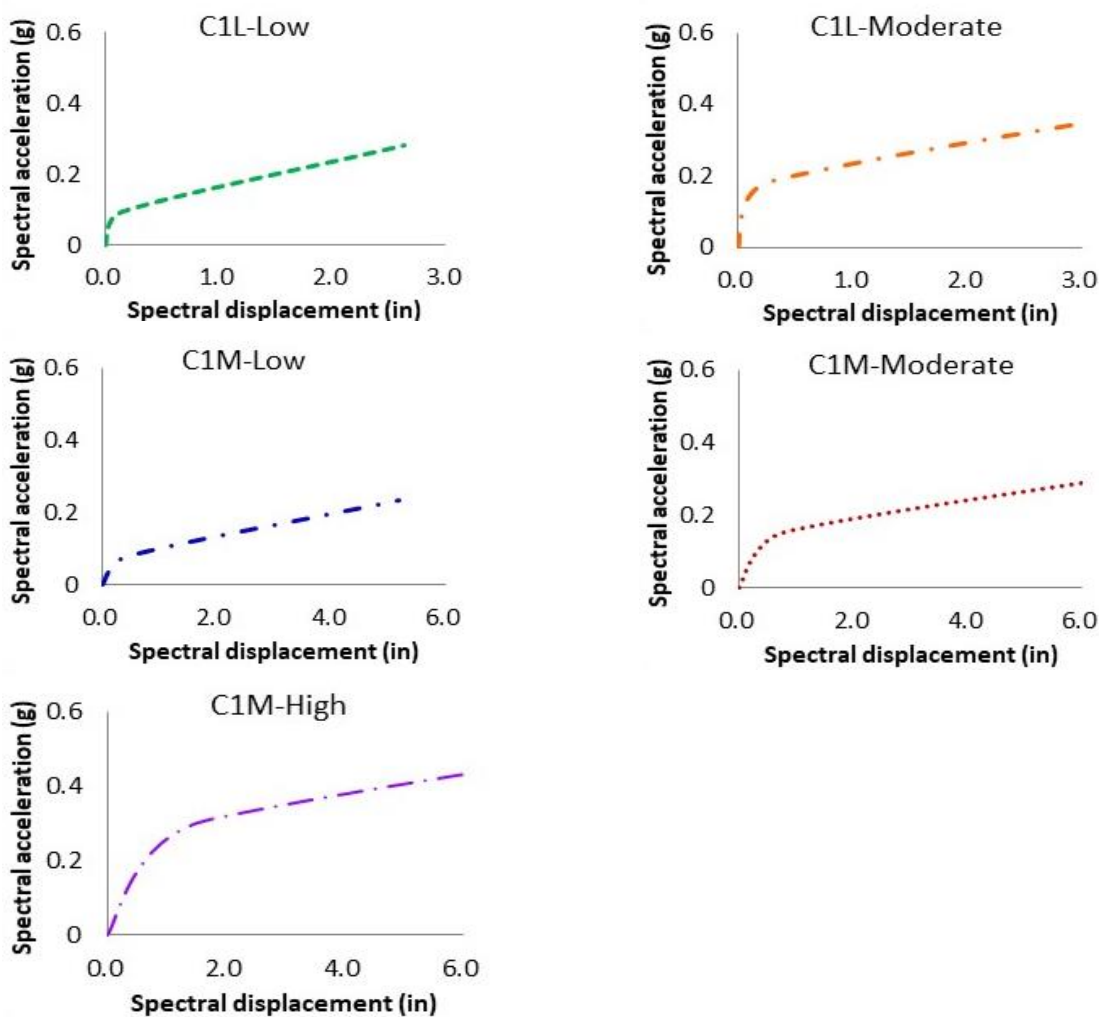 C1L-Low
Spectral acceleration (g)
0.6
0.4
0.2
0
0.0 1.0 2.0 3.0
Spectral displacement (in)
C1L-Moderate
Spectral acceleration (g)
0.6
0.4
0.2
0
0.0 1.0 2.0 3.0
Spectral displacement (in)
C1M-Low
Spectral acceleration (g)
0.6
0.4
0.2
0
0.0 2.0 4.0 6.0
Spectral displacement (in)
C1M-Moderate
Spectral acceleration (g)
0.6
0.4
0.2
0
0.0 2.0 4.0 6.0
Spectral displacement (in)
C1M-High
Spectral acceleration (g)
0.6
0.4
0.2
0
0.0 2.0 4.0 6.0
Spectral displacement (in)